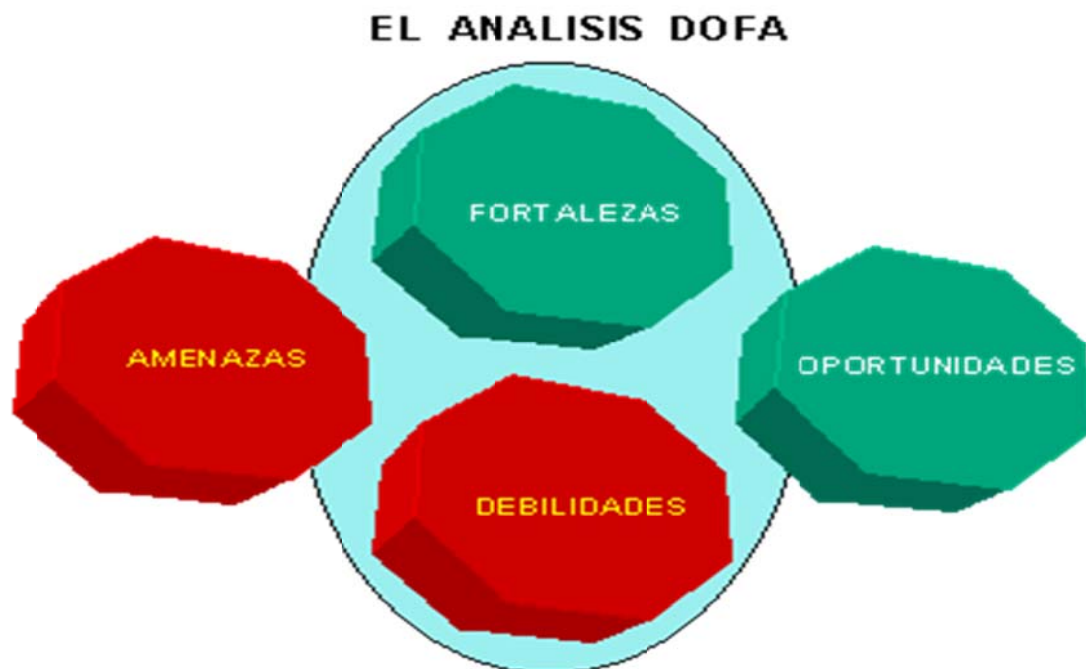 EL ANALISIS DOFA
FORTALEZAS
AMENAZAS
OPORTUNIDADES
DEBILIDADES